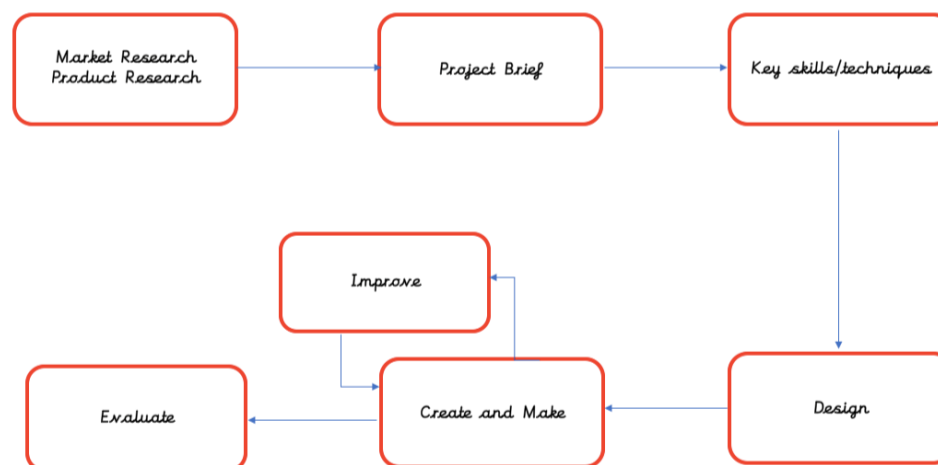 Market Research
Product Research
Project Brief
Key skills/techniques
Improve
Evaluate
Create and Make
Design